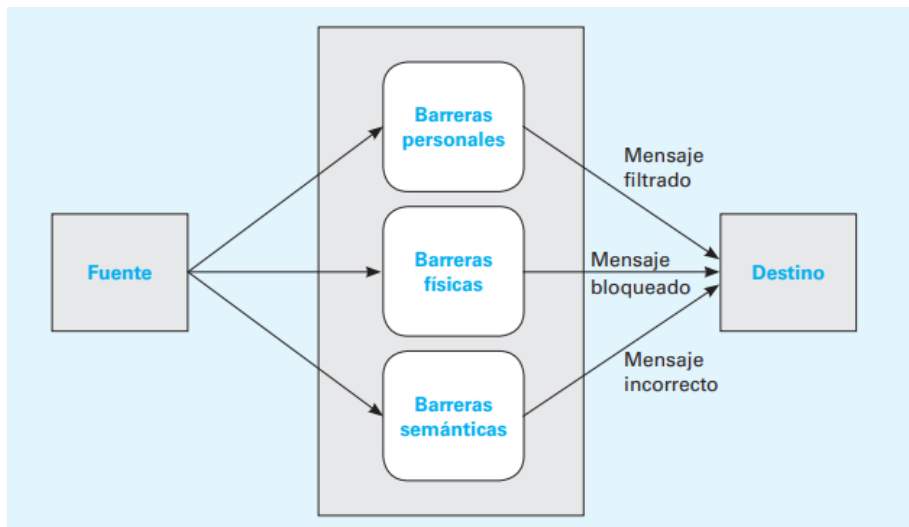 Barreras
personales
Mensaje
filtrado
Fuente
Barreras
físicas
Mensaje
bloqueado
Destino
Barreras
semánticas
Mensaje
incorrecto